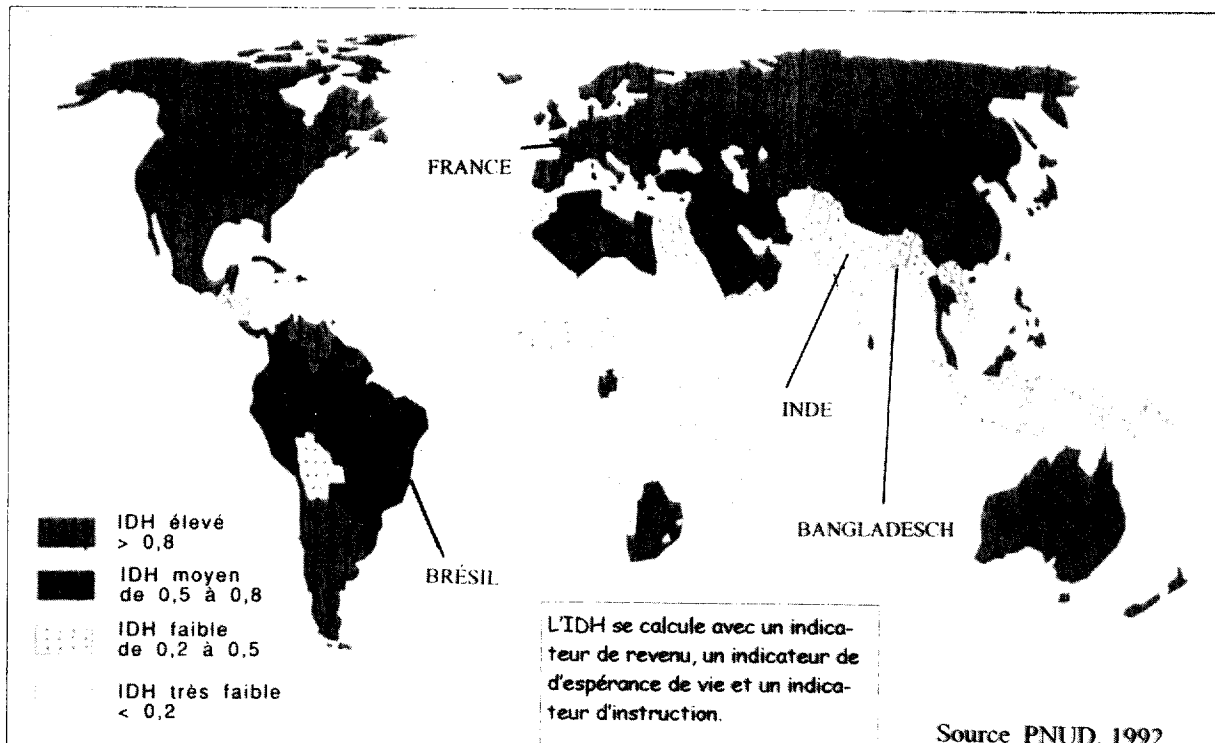 FRANCE
INDE
BANGLADESCH
BRÉSIL
IDH élevé
> 0,8
IDH moyen
de 0,5 à 0,8
IDH faible
de 0,2 à 0,5
IDH très faible
< 0,2
L'IDH se calcule avec un indica-
teur de revenu, un indicateur de
d'espérance de vie et un indica-
teur d'instruction.
Source PNUD, 1992